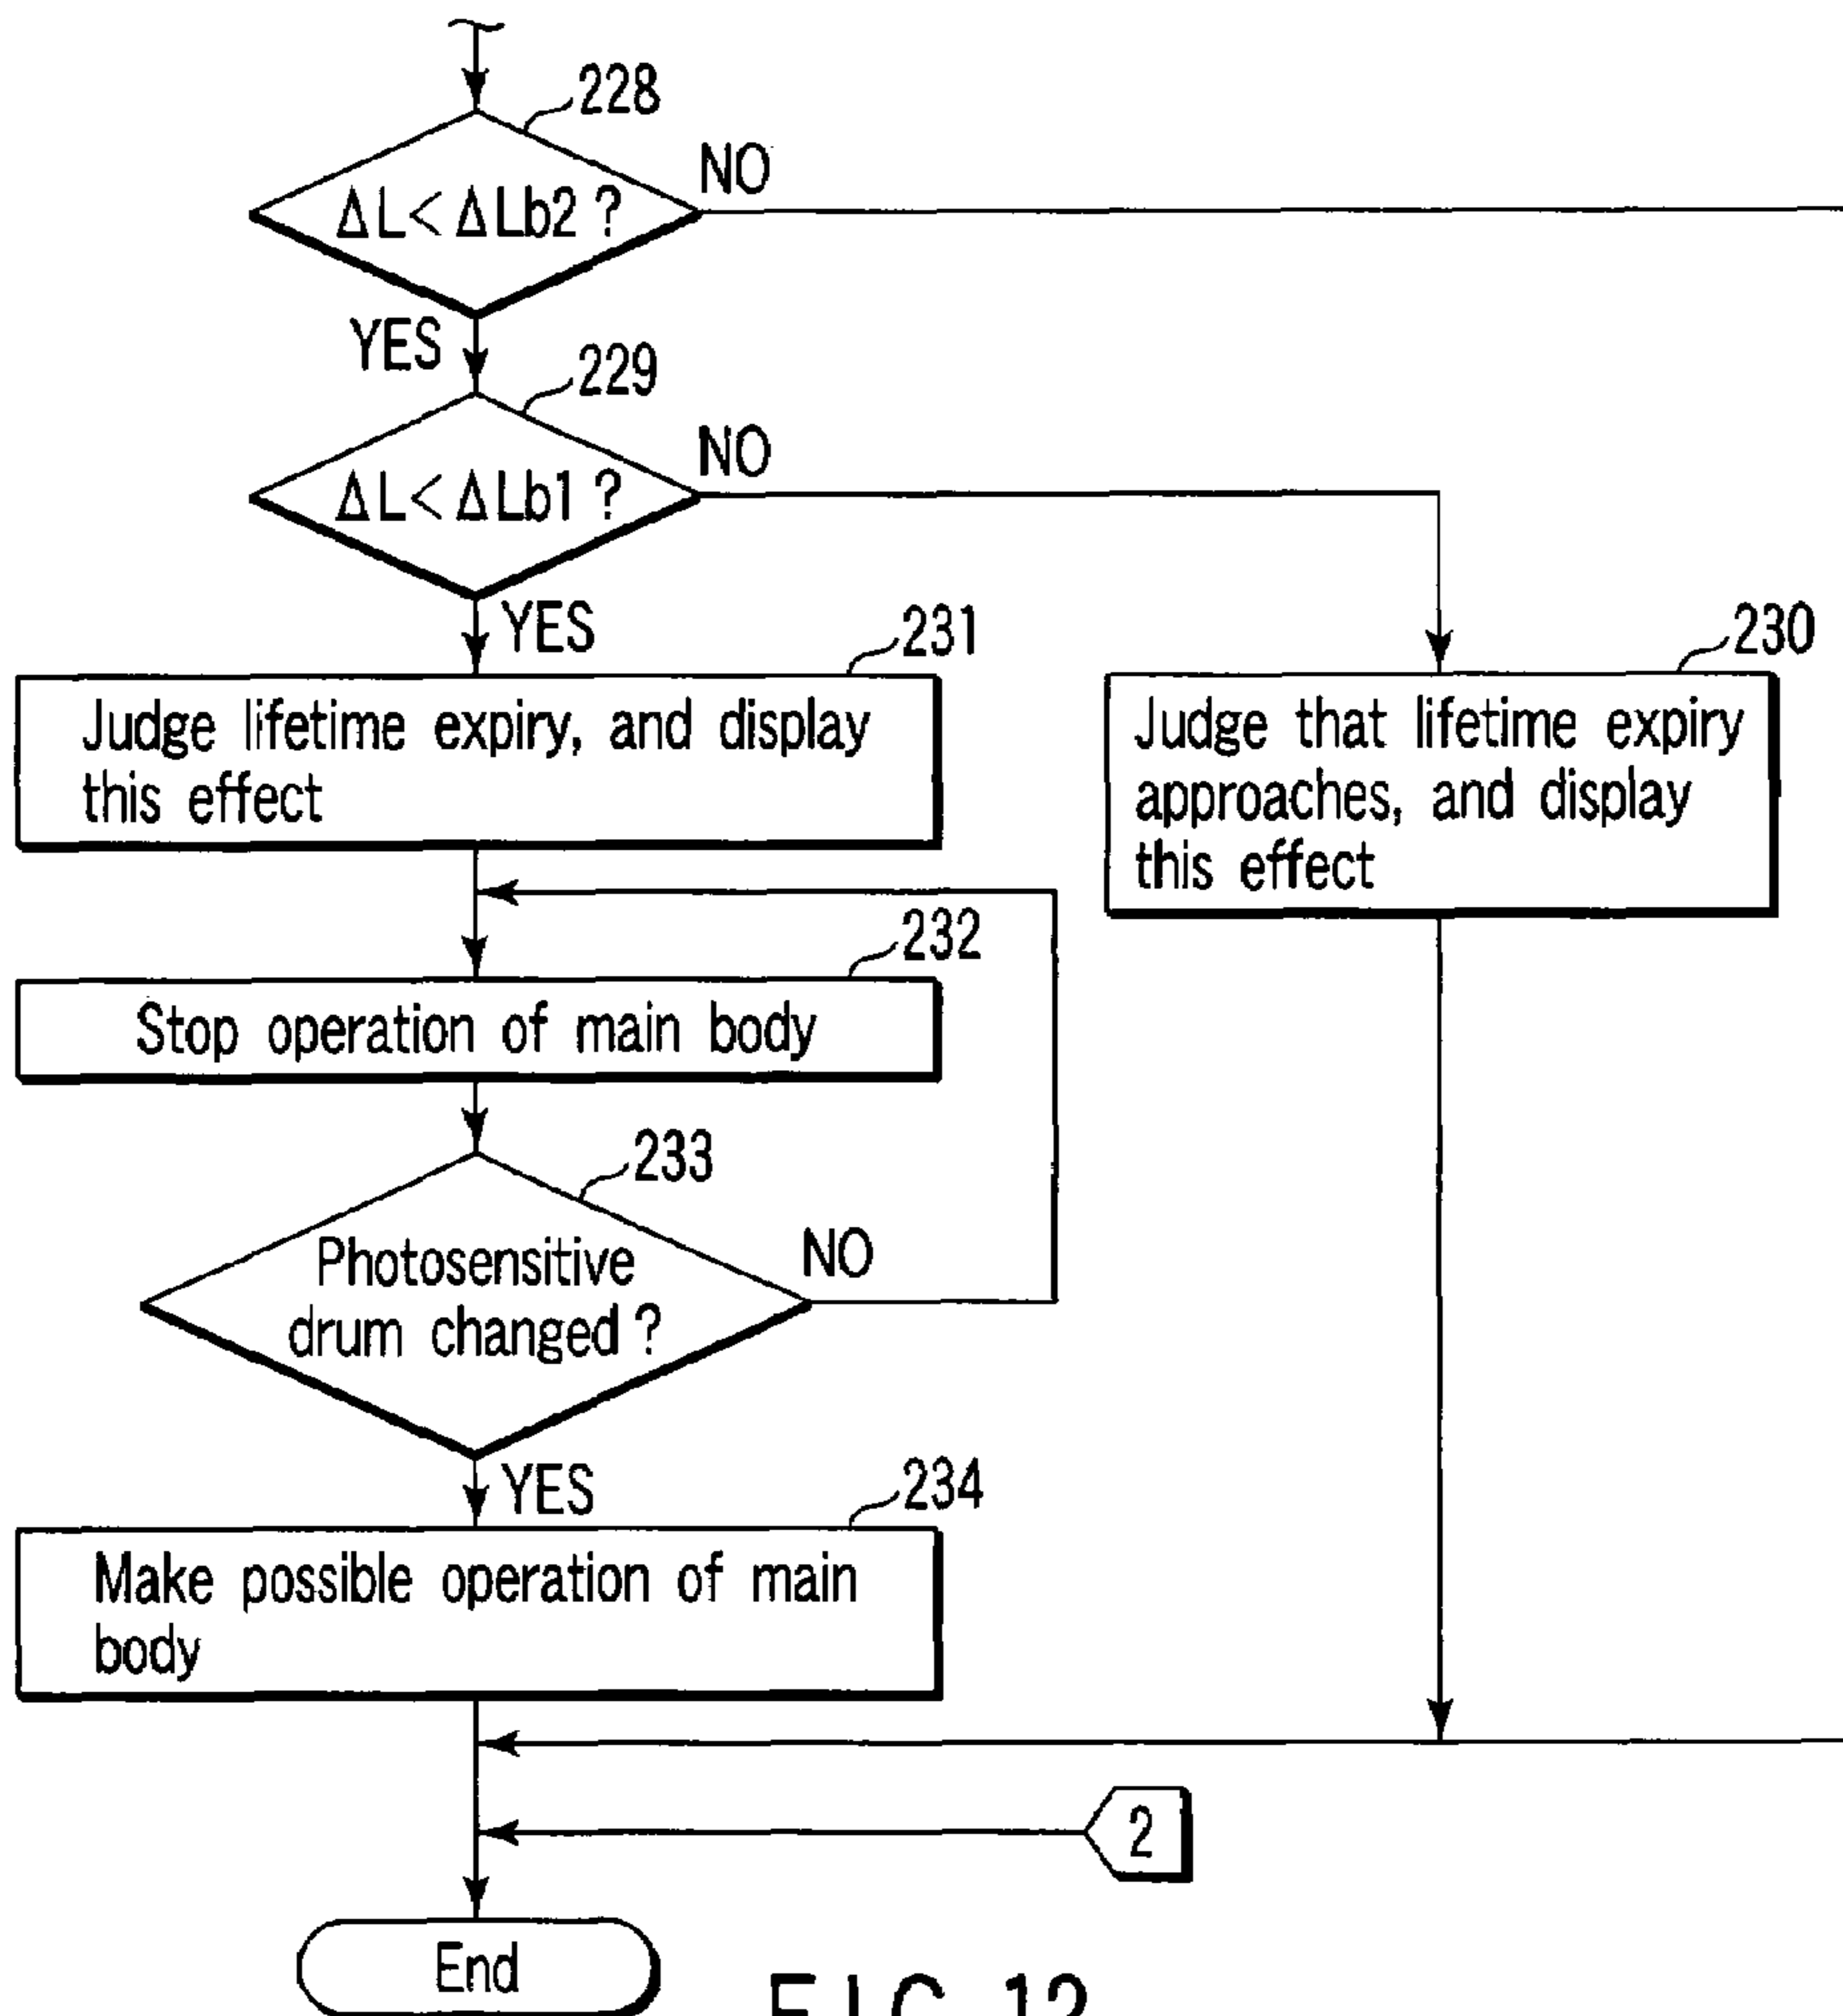 228
ΔL < ΔLb2 ?
NO
YES
229
ΔL < ΔLb1 ?
NO
YES
231
Judge lifetime expiry, and display
this effect
230
Judge that lifetime expiry
approaches, and display
this effect
232
Stop operation of main body
233
Photosensitive
drum changed ?
NO
YES
234
Make possible operation of main
body
2
End
FIG. 12